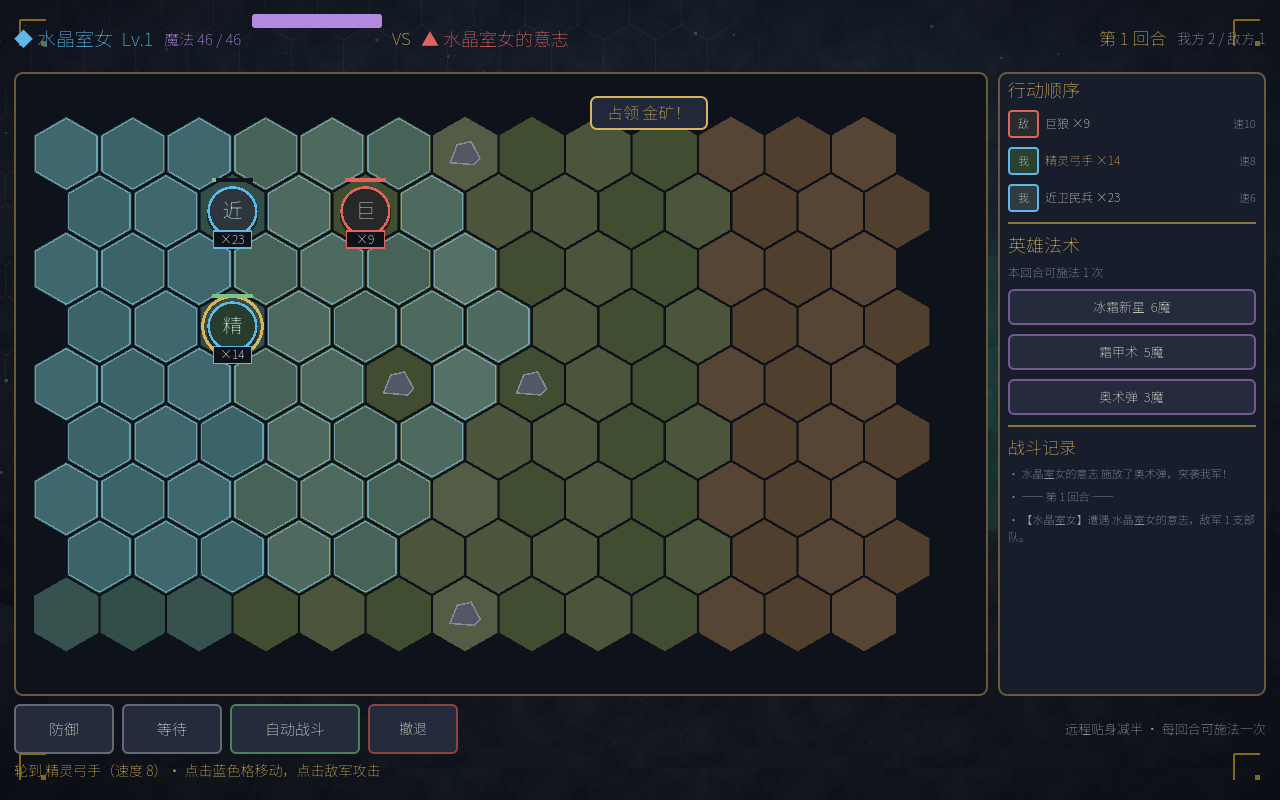 水晶室女 Lv.1 魔法 46 / 46 VS 水晶室女的意志 第 1 回合 我方 2 / 敌方 1
占领 金矿！
近
×23
巨
×9
精
×14
行动顺序
敌 巨狼 ×9 速10
我 精灵弓手 ×14 速8
我 近卫民兵 ×23 速6
英雄法术
本回合可施法 1 次
冰霜新星 6魔
霜甲术 5魔
奥术弹 3魔
战斗记录
· 水晶室女的意志 施放了奥术弹，突袭我军！
· —— 第 1 回合 ——
· 【水晶室女】遭遇 水晶室女的意志，敌军 1 支部
队。
防御 等待 自动战斗 撤退
远程贴身减半 · 每回合可施法一次
轮到 精灵弓手（速度 8） · 点击蓝色格移动，点击敌军攻击